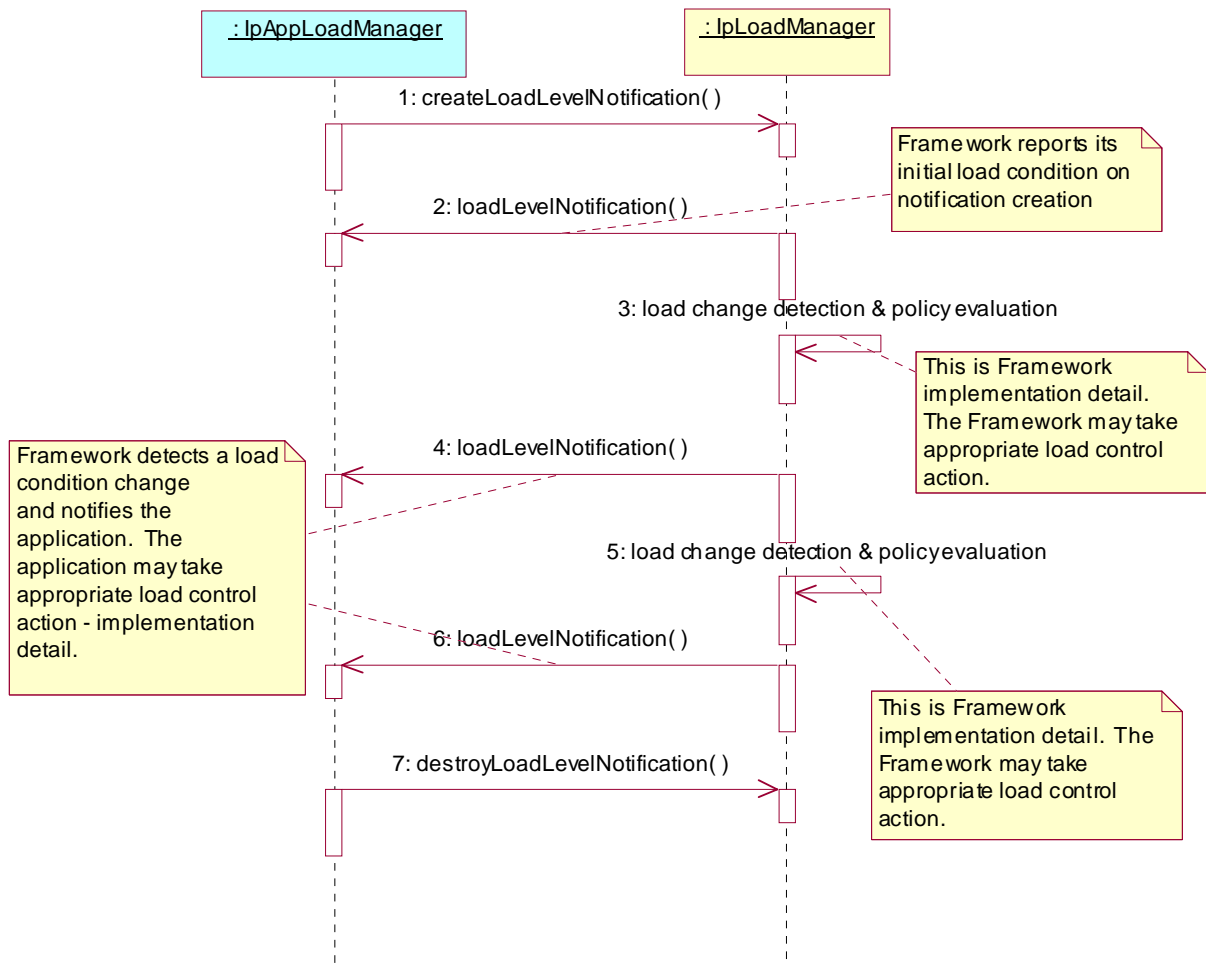 : IpAppLoadManager
: IpLoadManager
1: createLoadLevelNotification( )
Framework reports its
initial load condition on
notification creation
2: loadLevelNotification( )
3: load change detection & policy evaluation
This is Framework
implementation detail.
The Framework may take
appropriate load control
action.
4: loadLevelNotification( )
Framework detects a load
condition change
and notifies the
application.  The
application may take
appropriate load control
action - implementation
detail.
5: load change detection & policy evaluation
6: loadLevelNotification( )
This is Framework
implementation detail.  The
Framework may take
appropriate load control
action.
7: destroyLoadLevelNotification( )